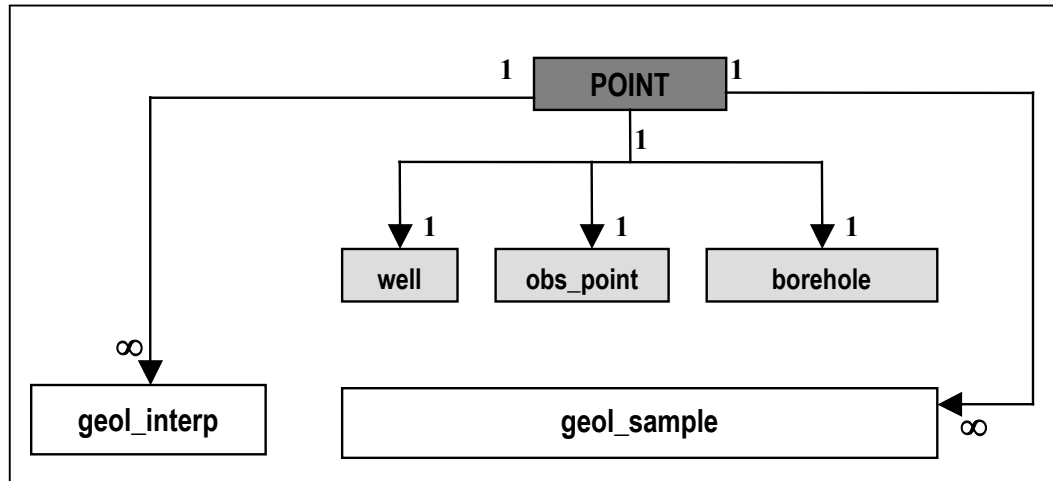 1 POINT 1
1
1 1 1
well obs_point borehole
∞
geol_interp geol_sample ∞